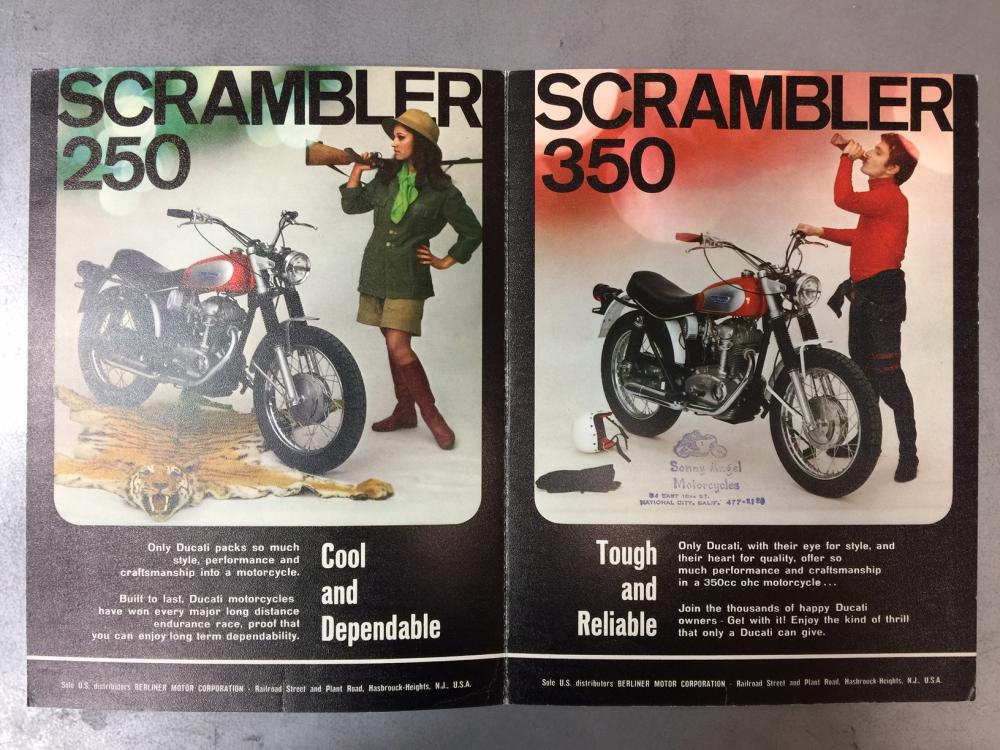 SCRAMBLER
250
Only Ducati packs so much
style, performance and
craftsmanship into a motorcycle.
Built to last, Ducati motorcycles
have won every major long distance
endurance race, proof that
you can enjoy long term dependability.
Cool
and
Dependable
Sole U.S. distributors BERLINER MOTOR CORPORATION - Railroad Street and Plant Road, Hasbrouck-Heights, N.J., U.S.A.
SCRAMBLER
350
Sonny Angel
Motorcycles
34 EAST 18TH ST.
NATIONAL CITY, CALIF.
Tough
and
Reliable
Only Ducati, with their eye for style, and
their heart for quality, offer so
much performance and craftsmanship
in a 350cc ohc motorcycle...
Join the thousands of happy Ducati
owners - Get with it! Enjoy the kind of thrill
that only a Ducati can give.
Sole U.S. distributors BERLINER MOTOR CORPORATION - Railroad Street and Plant Road, Hasbrouck-Heights, N.J., U.S.A.